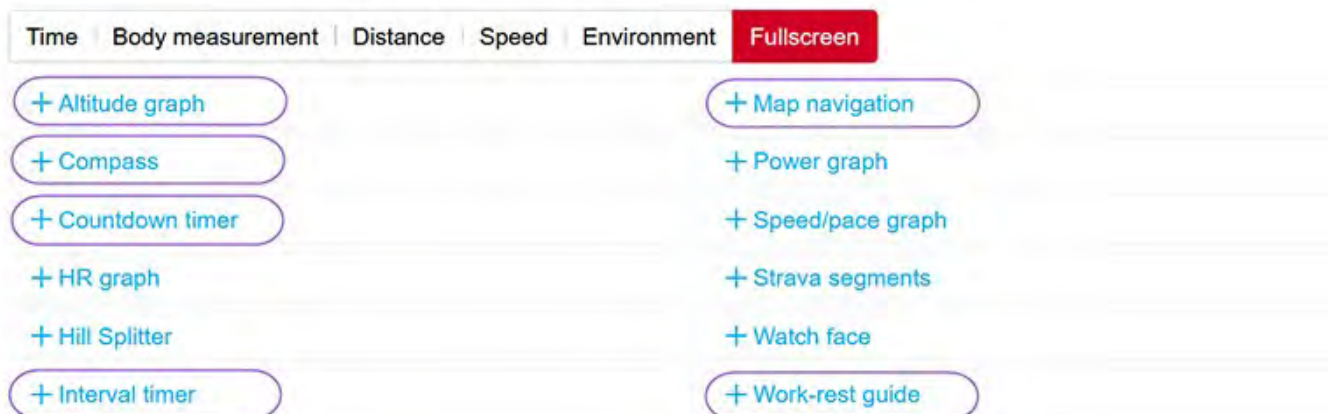 Time Body measurement Distance Speed Environment Fullscreen
+ Altitude graph
+ Compass
+ Countdown timer
+ HR graph
+ Hill Splitter
+ Interval timer
+ Map navigation
+ Power graph
+ Speed/pace graph
+ Strava segments
+ Watch face
+ Work-rest guide